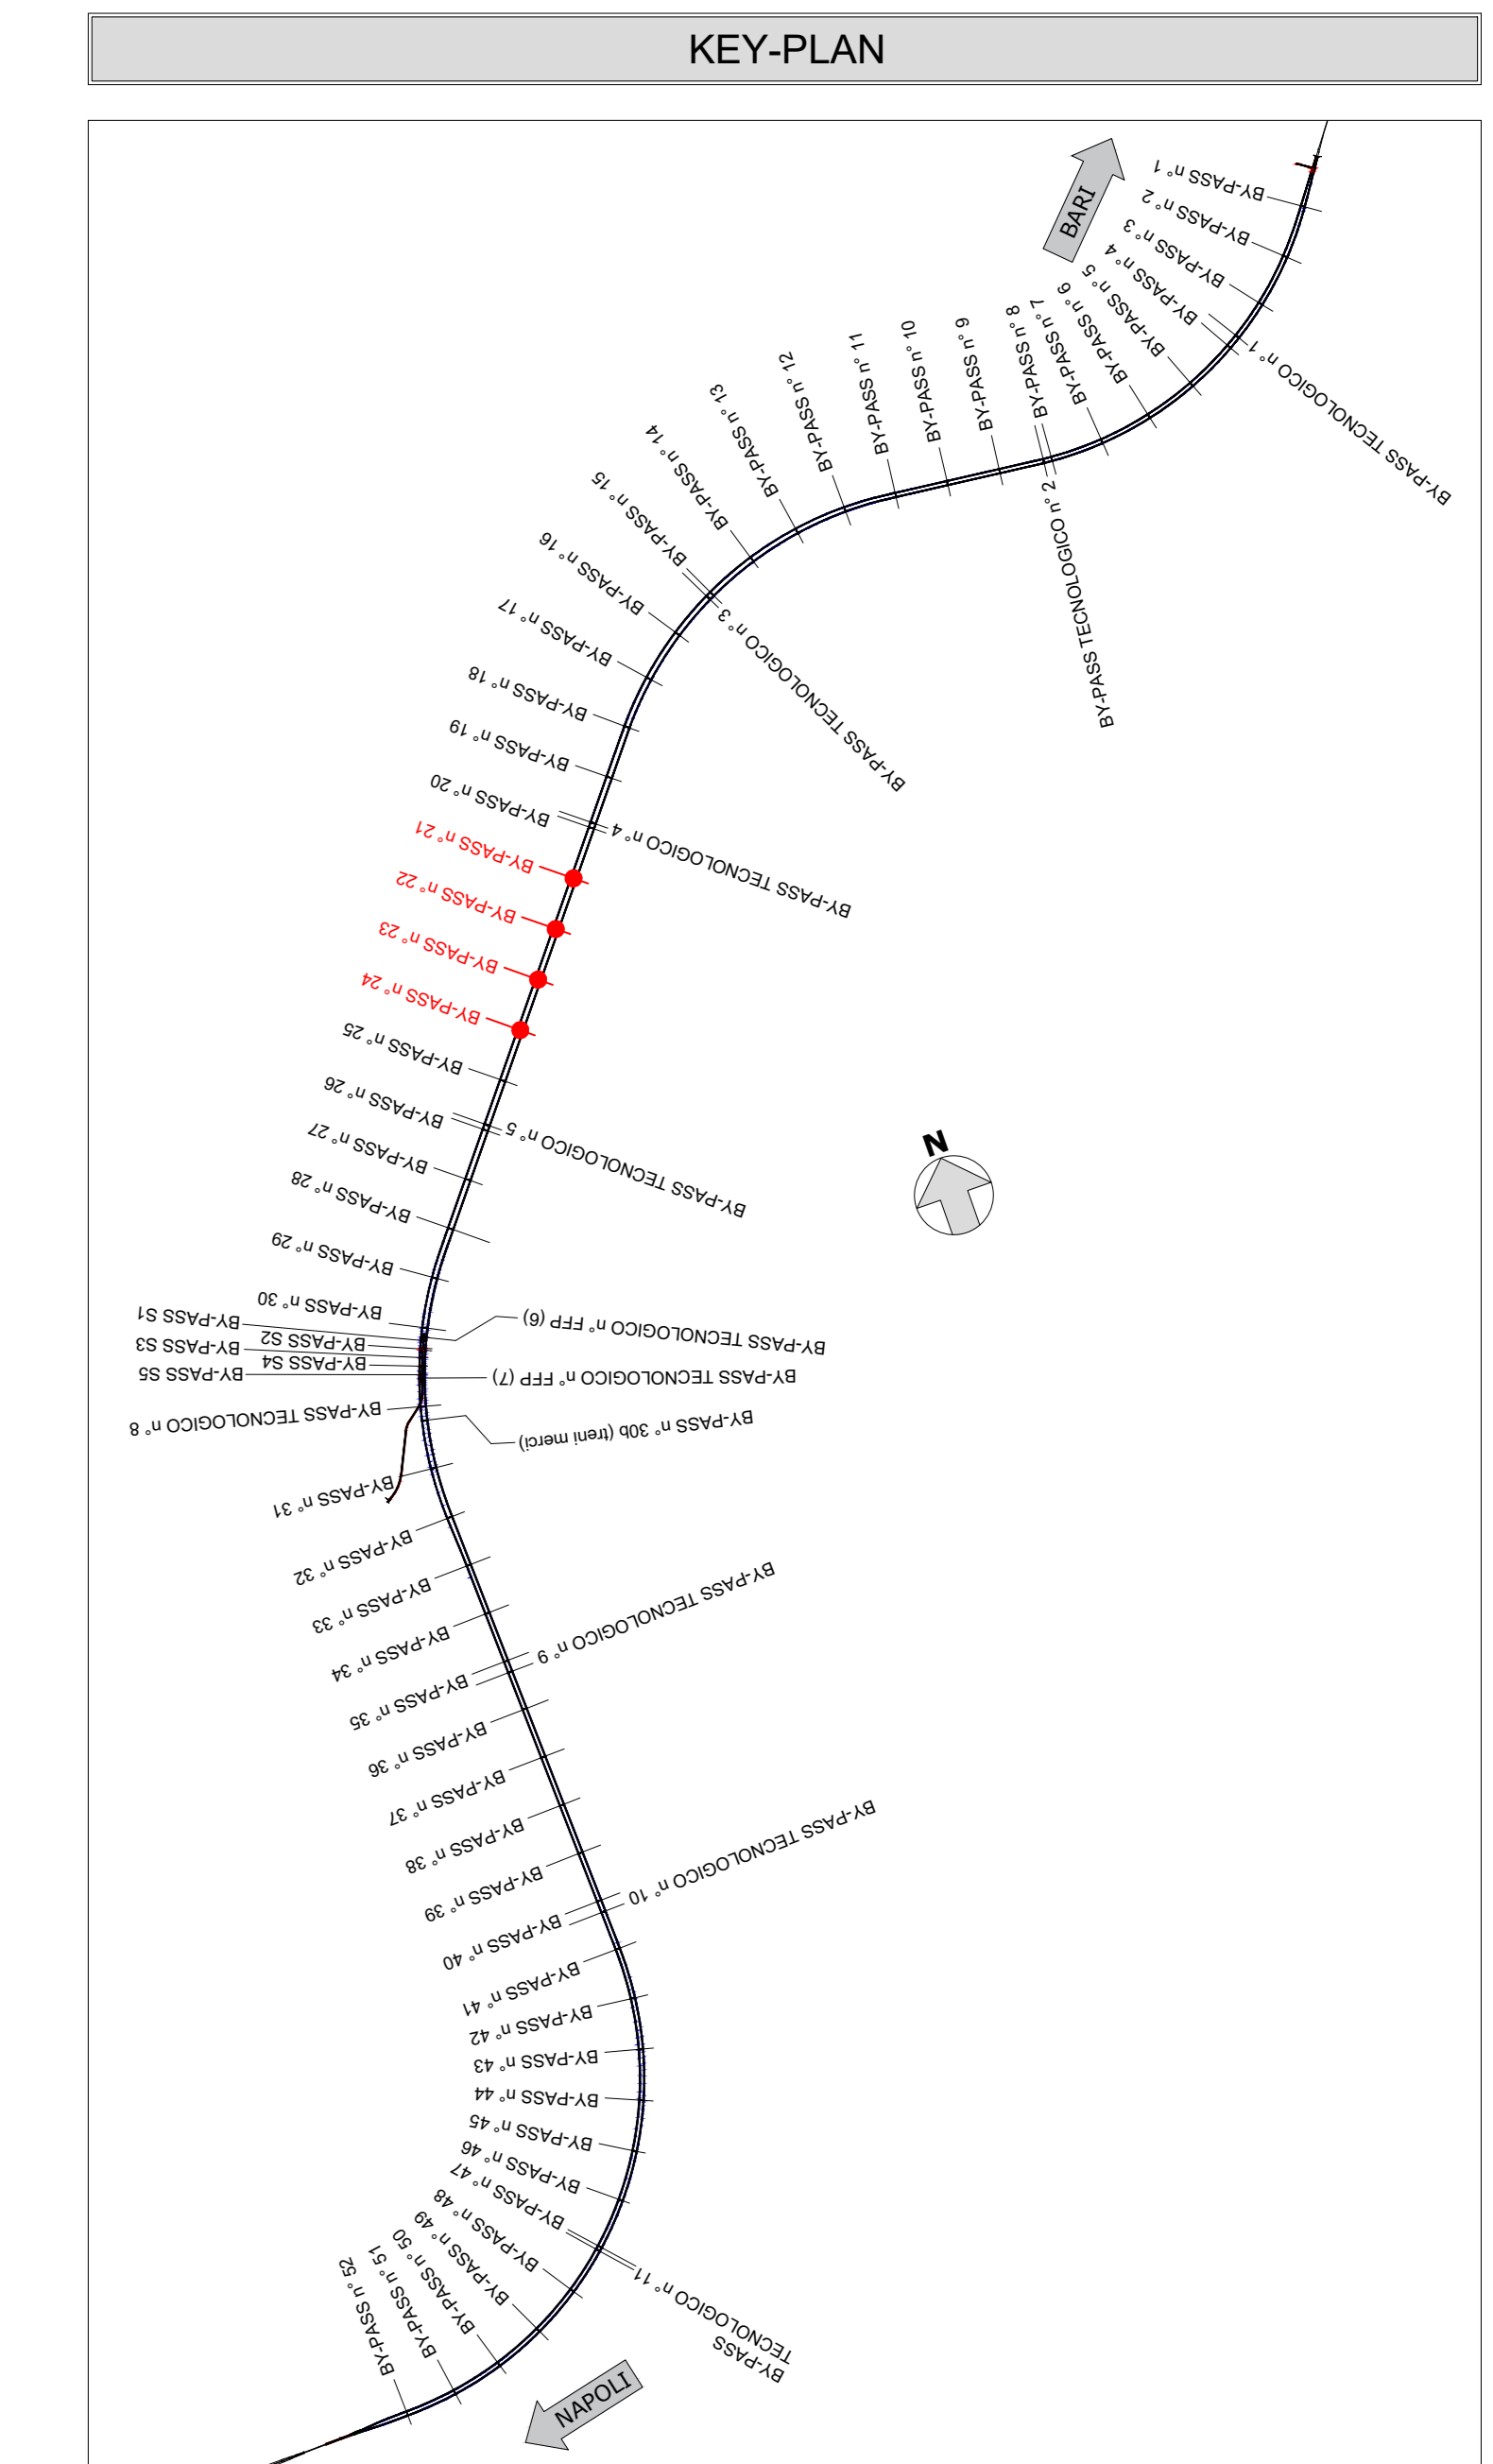 KEY-PLAN
BARI
BY-PASS n° 1
BY-PASS n° 2
BY-PASS n° 3
BY-PASS n° 4
BY-PASS TECNOLOGICO n° 1
BY-PASS n° 5
BY-PASS n° 6
BY-PASS n° 7
BY-PASS n° 8
BY-PASS TECNOLOGICO n° 2
BY-PASS n° 9
BY-PASS n° 10
BY-PASS n° 11
BY-PASS n° 12
BY-PASS n° 13
BY-PASS n° 14
BY-PASS n° 15
BY-PASS TECNOLOGICO n° 3
BY-PASS n° 16
BY-PASS n° 17
BY-PASS n° 18
BY-PASS n° 19
BY-PASS n° 20
BY-PASS TECNOLOGICO n° 4
BY-PASS n° 21
BY-PASS n° 22
BY-PASS n° 23
BY-PASS n° 24
BY-PASS n° 25
BY-PASS n° 26
BY-PASS TECNOLOGICO n° 5
N
BY-PASS n° 27
BY-PASS n° 28
BY-PASS n° 29
BY-PASS n° 30
BY-PASS S1
BY-PASS TECNOLOGICO n° FFP (6)
BY-PASS S2
BY-PASS S3
BY-PASS S4
BY-PASS S5
BY-PASS TECNOLOGICO n° FFP (7)
BY-PASS TECNOLOGICO n° 8
BY-PASS n° 30b (treni merci)
BY-PASS n° 31
BY-PASS n° 32
BY-PASS n° 33
BY-PASS n° 34
BY-PASS n° 35
BY-PASS TECNOLOGICO n° 9
BY-PASS n° 36
BY-PASS n° 37
BY-PASS n° 38
BY-PASS n° 39
BY-PASS n° 40
BY-PASS TECNOLOGICO n° 10
BY-PASS n° 41
BY-PASS n° 42
BY-PASS n° 43
BY-PASS n° 44
BY-PASS n° 45
BY-PASS n° 46
BY-PASS n° 47
BY-PASS
TECNOLOGICO n° 11
BY-PASS n° 48
BY-PASS n° 49
BY-PASS n° 50
BY-PASS n° 51
BY-PASS n° 52
NAPOLI